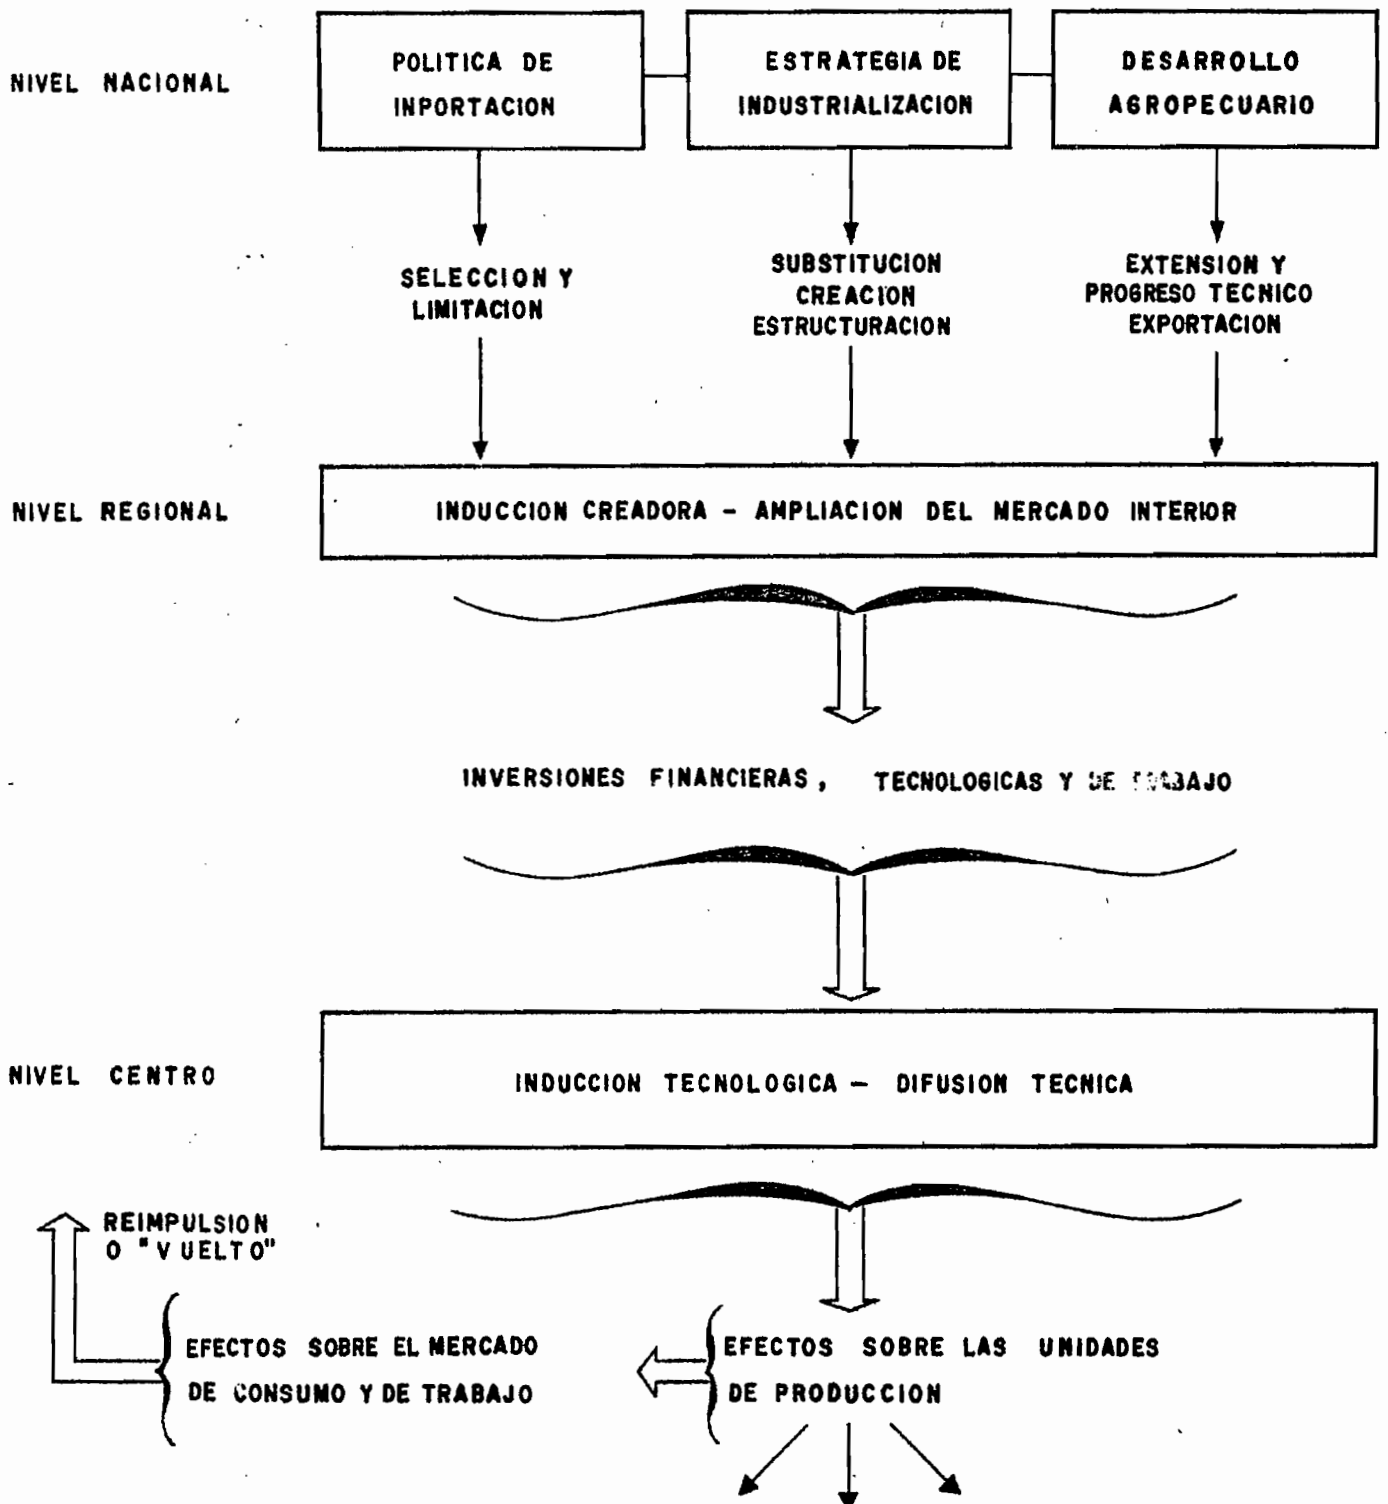 NIVEL NACIONAL
POLITICA DE
INPORTACION
ESTRATEGIA DE
INDUSTRIALIZACION
DESARROLLO
AGROPECUARIO
SELECCION Y
LIMITACION
SUBSTITUCION
CREACION
ESTRUCTURACION
EXTENSION Y
PROGRESO TECNICO
EXPORTACION
NIVEL REGIONAL
INDUCCION CREADORA - AMPLIACION DEL MERCADO INTERIOR
INVERSIONES FINANCIERAS, TECNOLOGICAS Y DE TRABAJO
NIVEL CENTRO
INDUCCION TECNOLOGICA - DIFUSION TECNICA
REIMPULSION
O "VUELTO"
EFECTOS SOBRE EL MERCADO
DE CONSUMO Y DE TRABAJO
EFECTOS SOBRE LAS UNIDADES
DE PRODUCCION